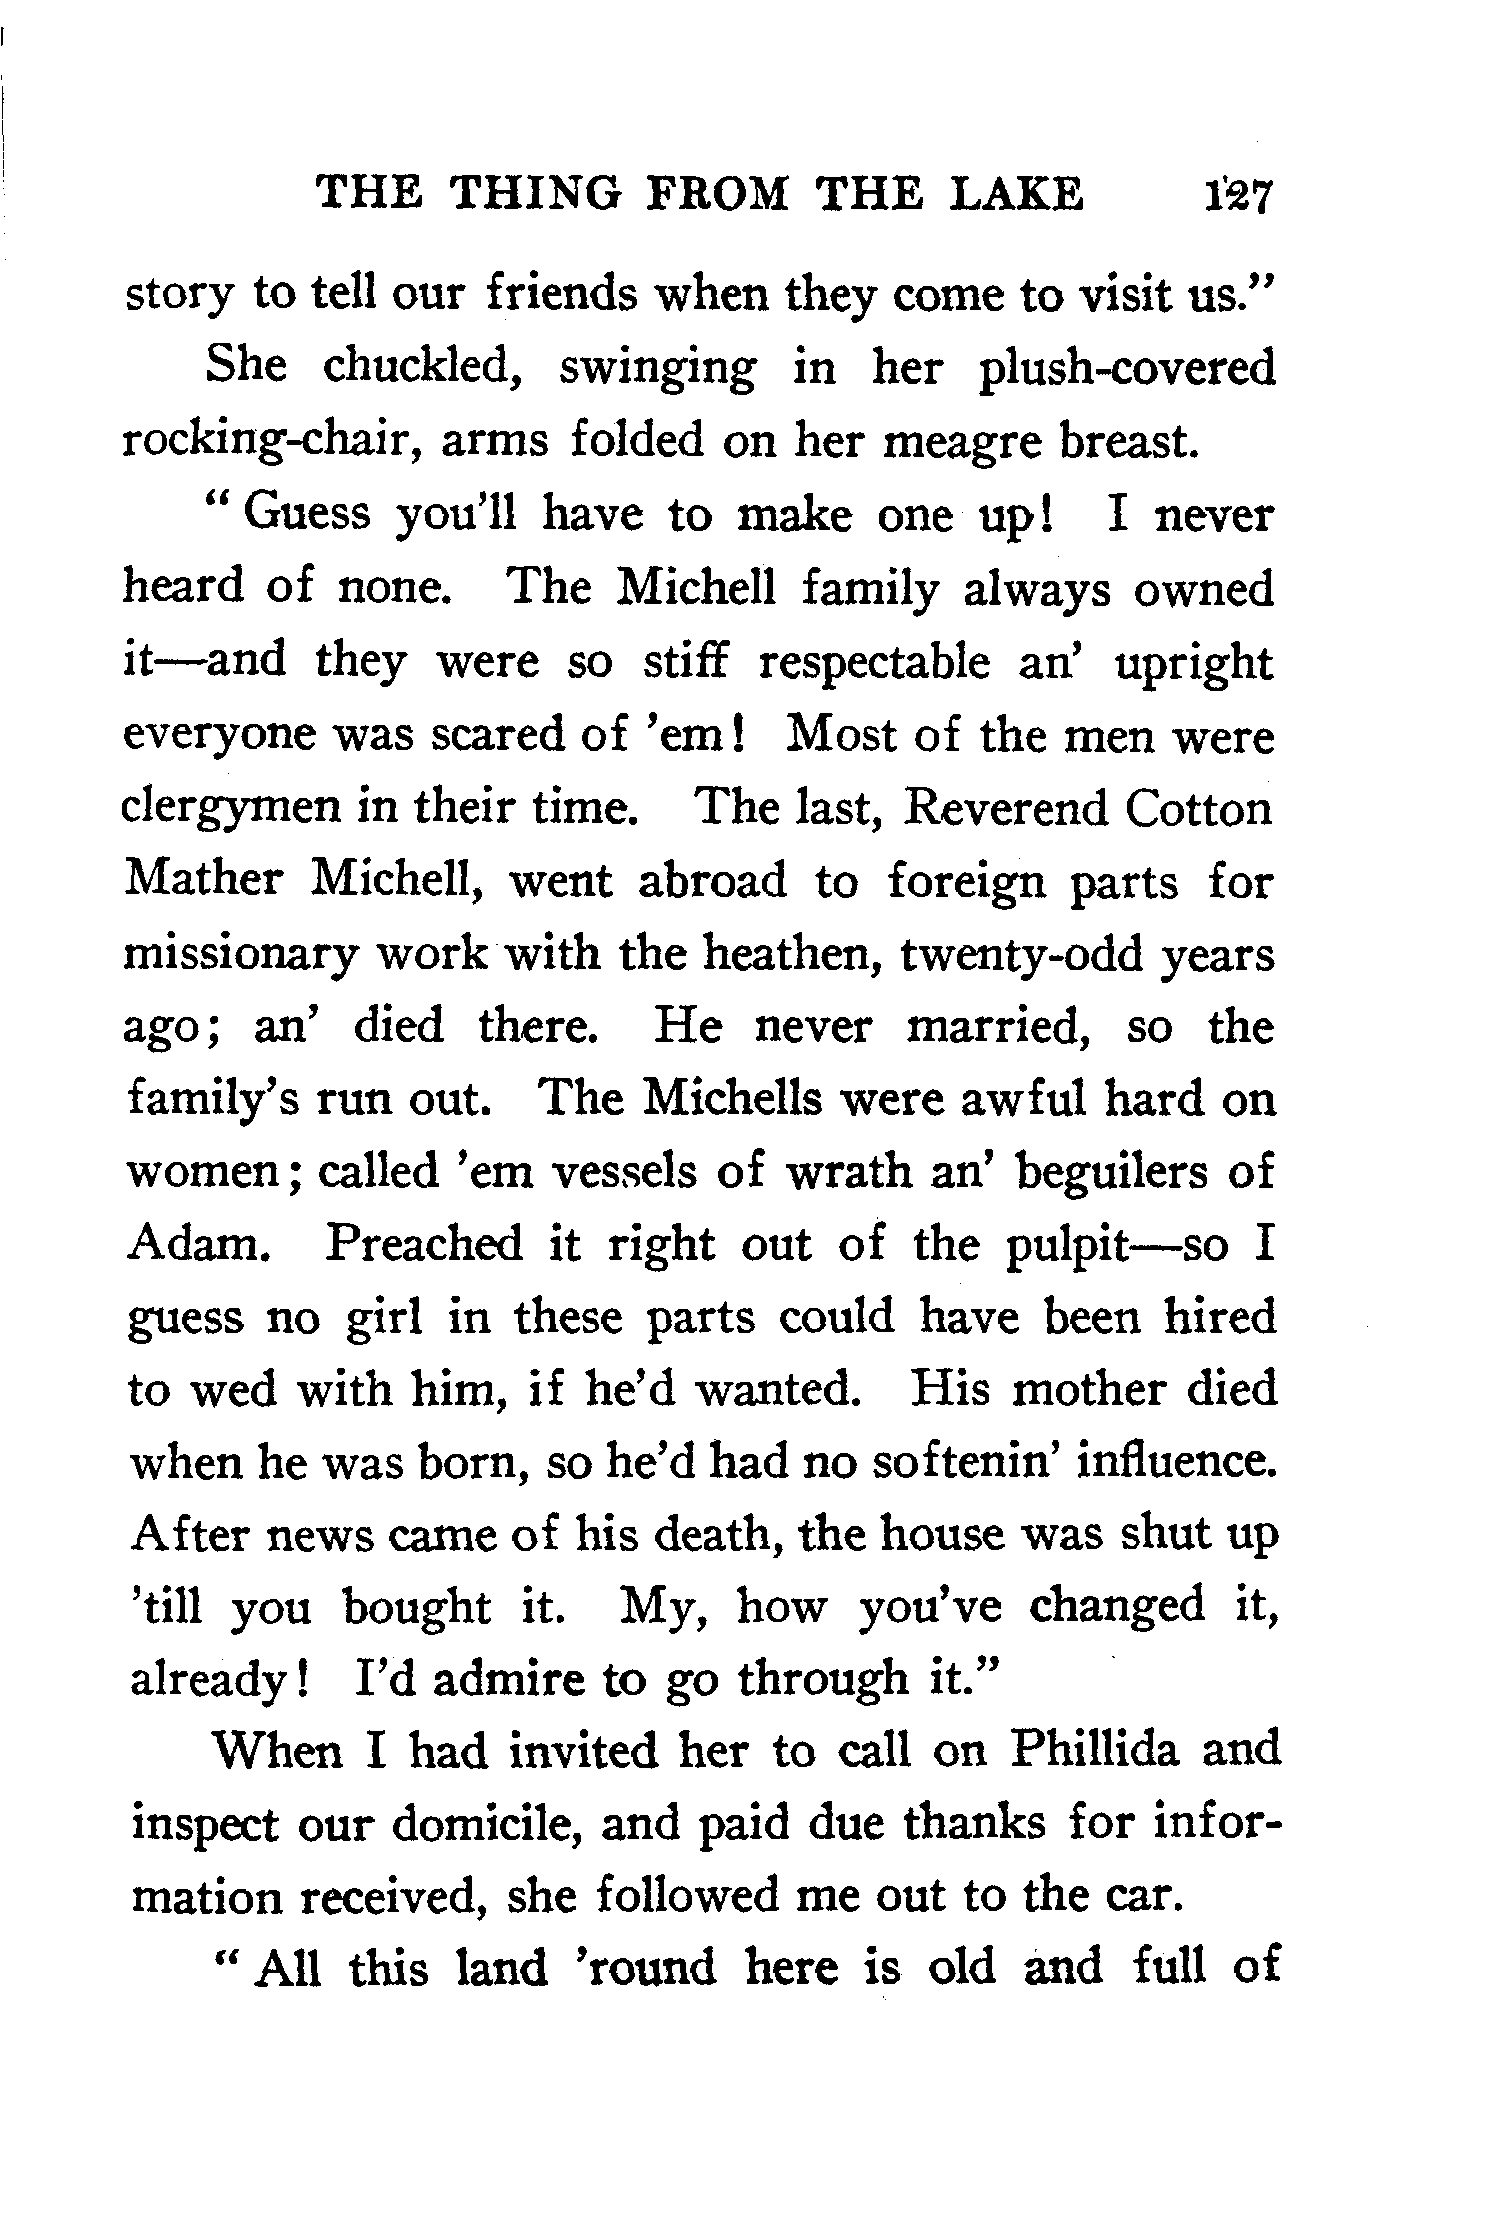 THE THING FROM THE LAKE 127
story to tell our friends when they come to visit us.”
She chuckled, swinging in her plush-covered
rocking-chair, arms folded on her meagre breast.
“ Guess you’ll have to make one up! I never
heard of none. The Michell family always owned
it—and they were so stiff respectable an’ upright
everyone was scared of ’em! Most of the men were
clergymen in their time. The last, Reverend Cotton
Mather Michell, went abroad to foreign parts for
missionary work with the heathen, twenty-odd years
ago; an’ died there. He never married, so the
family’s run out. The Michells were awful hard on
women; called ’em vessels of wrath an’ beguilers of
Adam. Preached it right out of the pulpit—so I
guess no girl in these parts could have been hired
to wed with him, if he’d wanted. His mother died
when he was born, so he’d had no softenin’ influence.
After news came of his death, the house was shut up
’till you bought it. My, how you’ve changed it,
already! I’d admire to go through it.”
When I had invited her to call on Phillida and
inspect our domicile, and paid due thanks for infor-
mation received, she followed me out to the car.
“ All this land ’round here is old and full of